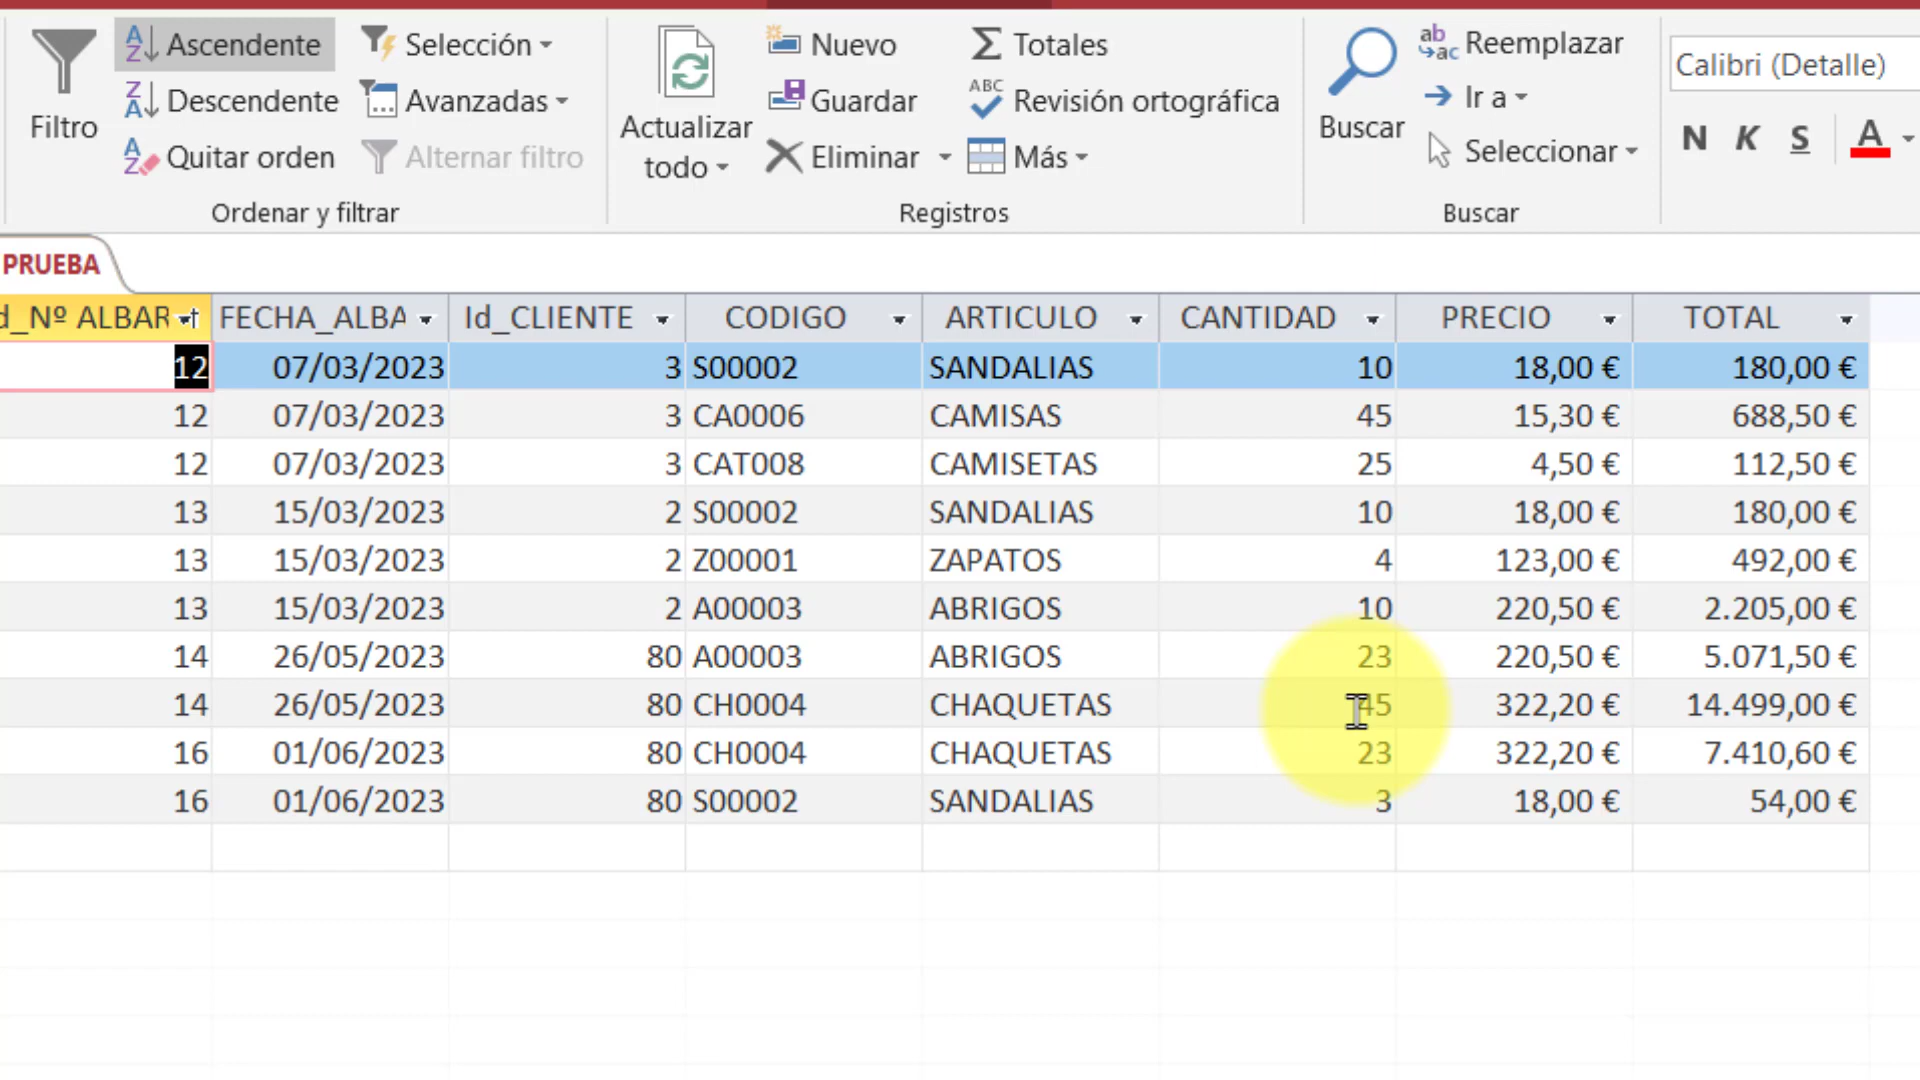 Filtro
Ascendente
Descendente
Quitar orden
Selección
Avanzadas
Alternar filtro
Ordenar y filtrar
Actualizar
todo
Nuevo
Guardar
Eliminar
Totales
Revisión ortográfica
Más
Registros
Buscar
Reemplazar
Ir a
Seleccionar
Buscar
Calibri (Detalle)
N K S A
PRUEBA
d_Nº ALBAR FECHA_ALBA Id_CLIENTE CODIGO ARTICULO CANTIDAD PRECIO TOTAL
12 07/03/2023 3 S00002 SANDALIAS 10 18,00 € 180,00 €
12 07/03/2023 3 CA0006 CAMISAS 45 15,30 € 688,50 €
12 07/03/2023 3 CAT008 CAMISETAS 25 4,50 € 112,50 €
13 15/03/2023 2 S00002 SANDALIAS 10 18,00 € 180,00 €
13 15/03/2023 2 Z00001 ZAPATOS 4 123,00 € 492,00 €
13 15/03/2023 2 A00003 ABRIGOS 10 220,50 € 2.205,00 €
14 26/05/2023 80 A00003 ABRIGOS 23 220,50 € 5.071,50 €
14 26/05/2023 80 CH0004 CHAQUETAS 45 322,20 € 14.499,00 €
16 01/06/2023 80 CH0004 CHAQUETAS 23 322,20 € 7.410,60 €
16 01/06/2023 80 S00002 SANDALIAS 3 18,00 € 54,00 €